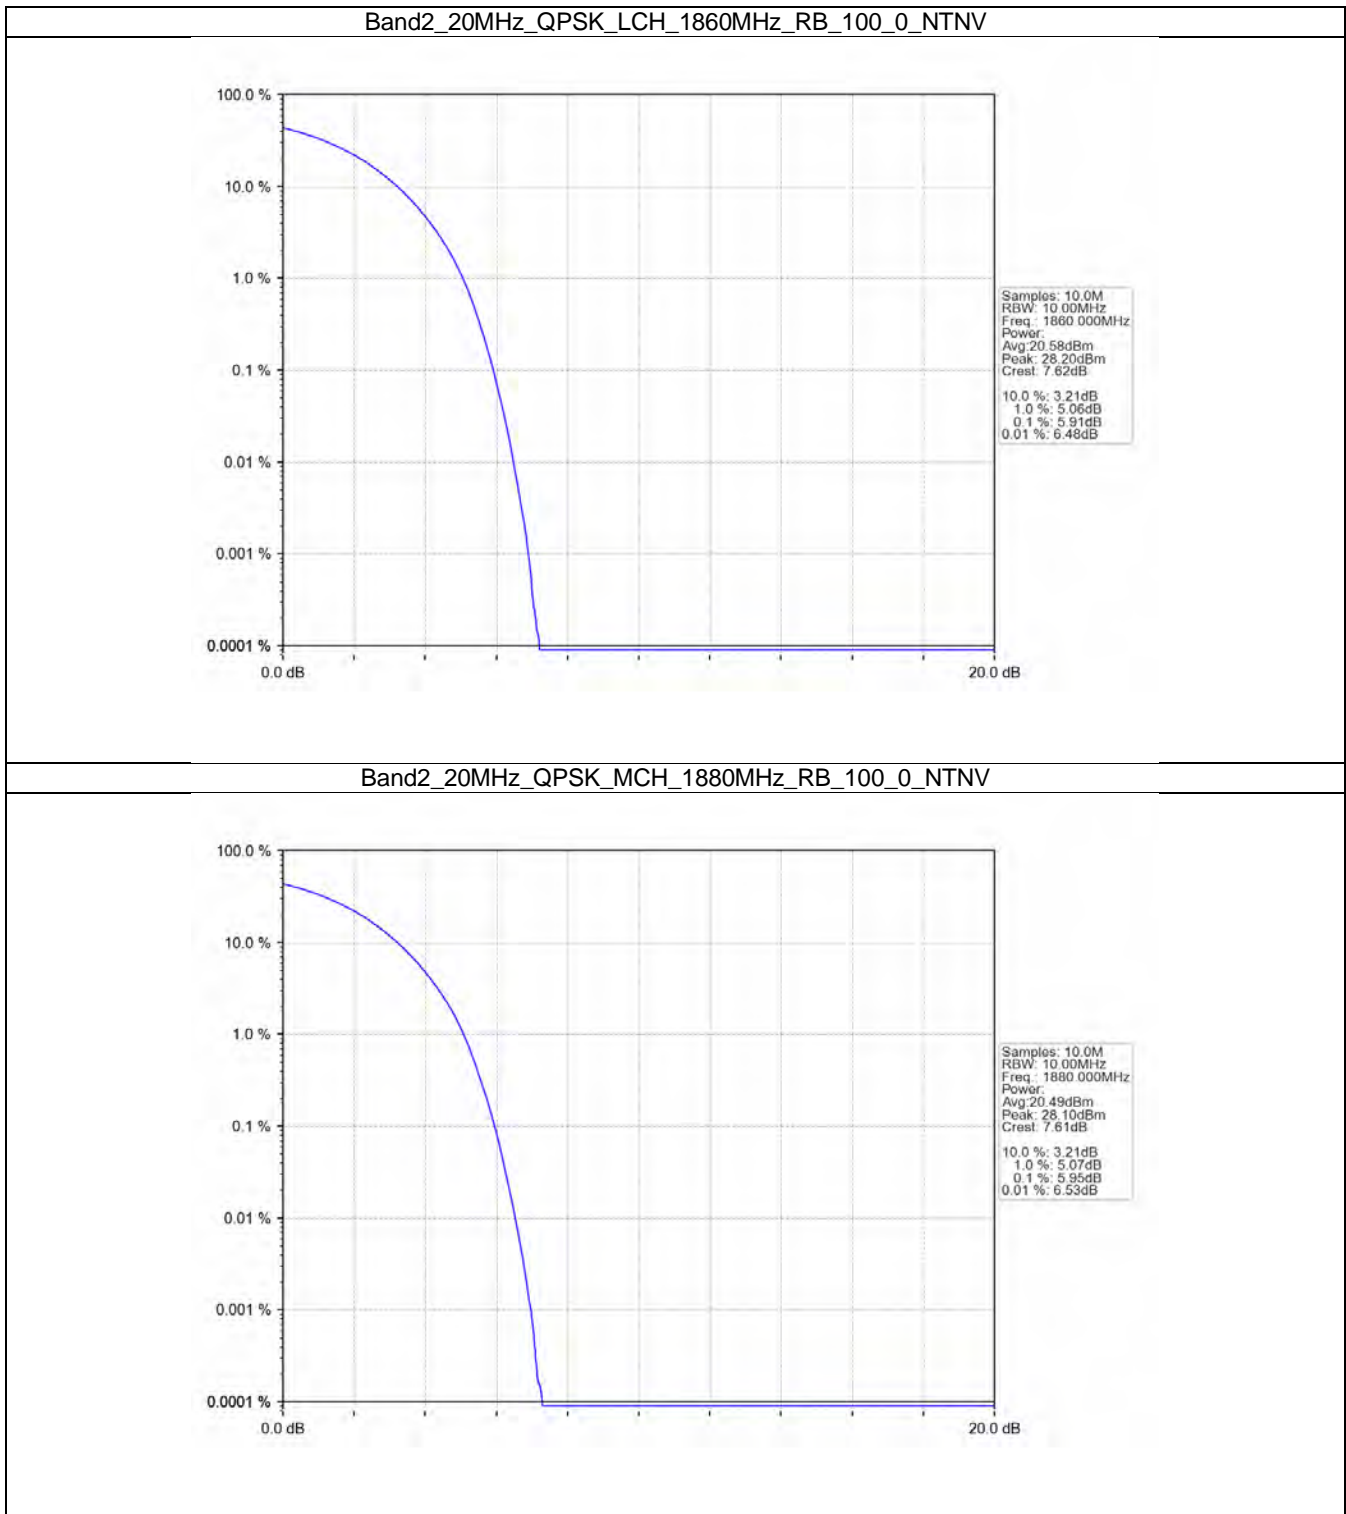 Band2_20MHz_QPSK_LCH_1860MHz_RB_100_0_NTNV
100.0 %
10.0 %
1.0 %
0.1 %
0.01 %
0.001 %
0.0001 %
0.0 dB
20.0 dB
Samples: 10.0M
RBW: 10.00MHz
Freq.: 1860.000MHz
Power:
Avg:20.58dBm
Peak: 28.20dBm
Crest: 7.62dB
10.0 %: 3.21dB
1.0 %: 5.06dB
0.1 %: 5.91dB
0.01 %: 6.48dB
Band2_20MHz_QPSK_MCH_1880MHz_RB_100_0_NTNV
100.0 %
10.0 %
1.0 %
0.1 %
0.01 %
0.001 %
0.0001 %
0.0 dB
20.0 dB
Samples: 10.0M
RBW: 10.00MHz
Freq.: 1880.000MHz
Power:
Avg:20.49dBm
Peak: 28.10dBm
Crest: 7.61dB
10.0 %: 3.21dB
1.0 %: 5.07dB
0.1 %: 5.95dB
0.01 %: 6.53dB